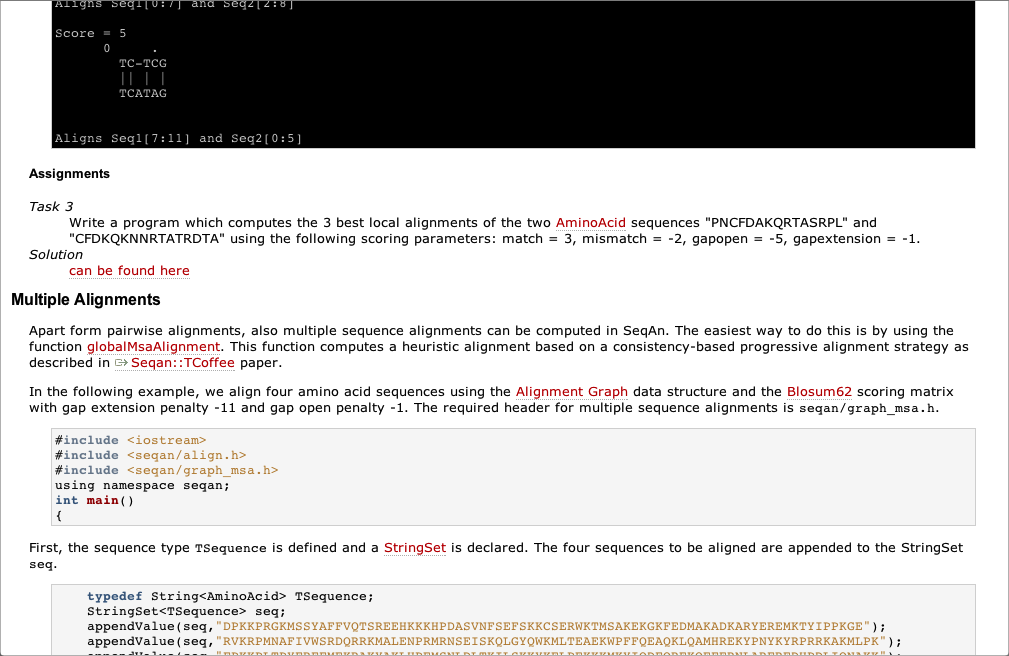 Aligns Seq1[0:7] and Seq2[2:8]
Score = 5
0 .
TC-TCG
|| | |
TCATAG
Aligns Seq1[7:11] and Seq2[0:5]
Assignments
Task 3
Write a program which computes the 3 best local alignments of the two AminoAcid sequences "PNCFDAKQRTASRPL" and
"CFDKQKNNRTATRDTA" using the following scoring parameters: match = 3, mismatch = -2, gapopen = -5, gapextension = -1.
Solution
can be found here
Multiple Alignments
Apart form pairwise alignments, also multiple sequence alignments can be computed in SeqAn. The easiest way to do this is by using the
function globalMsaAlignment. This function computes a heuristic alignment based on a consistency-based progressive alignment strategy as
described in Seqan::TCoffee paper.
In the following example, we align four amino acid sequences using the Alignment Graph data structure and the Blosum62 scoring matrix
with gap extension penalty -11 and gap open penalty -1. The required header for multiple sequence alignments is seqan/graph_msa.h.
#include <iostream>
#include <seqan/align.h>
#include <seqan/graph_msa.h>
using namespace seqan;
int main()
{
First, the sequence type TSequence is defined and a StringSet is declared. The four sequences to be aligned are appended to the StringSet
seq.
typedef String<AminoAcid> TSequence;
StringSet<TSequence> seq;
appendValue(seq,"DPKKPRGKMSSYAFFVQTSREEHKKKHPDASVNFSEFSKKCSERWKTMSAKEKGKFEDMAKADKARYEREMKTYIPPKGE");
appendValue(seq,"RVKRPMNAFIVWSRDQRRKMALENPRMRNSEISKQLGYQWKMLTEAEKWPFFQEAQKLQAMHREKYPNYKYRPRRKAKMLPK");